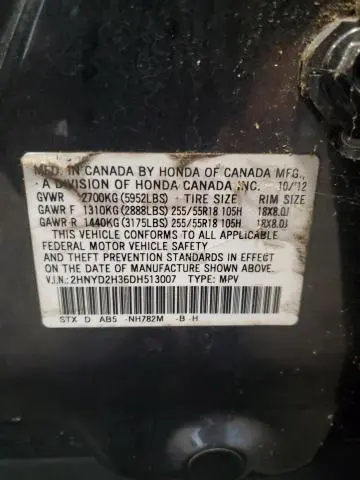 MFD. IN CANADA BY HONDA OF CANADA MFG.,
A DIVISION OF HONDA CANADA INC. 10/12
GVWR 2700KG (5952LBS) TIRE SIZE RIM SIZE
GAWR F 1310KG (2888LBS) 255/55R18 105H 18X8.0J
GAWR R 1440KG (3175LBS) 255/55R18 105H 18X8.0J
THIS VEHICLE CONFORMS TO ALL APPLICABLE
FEDERAL MOTOR VEHICLE SAFETY
AND THEFT PREVENTION STANDARDS IN EFFECT
ON THE DATE OF MANUFACTURE SHOWN ABOVE.
V.I.N.: 2HNYD2H36DH513007 TYPE: MPV
STX D AB5 -NH782M -B -H